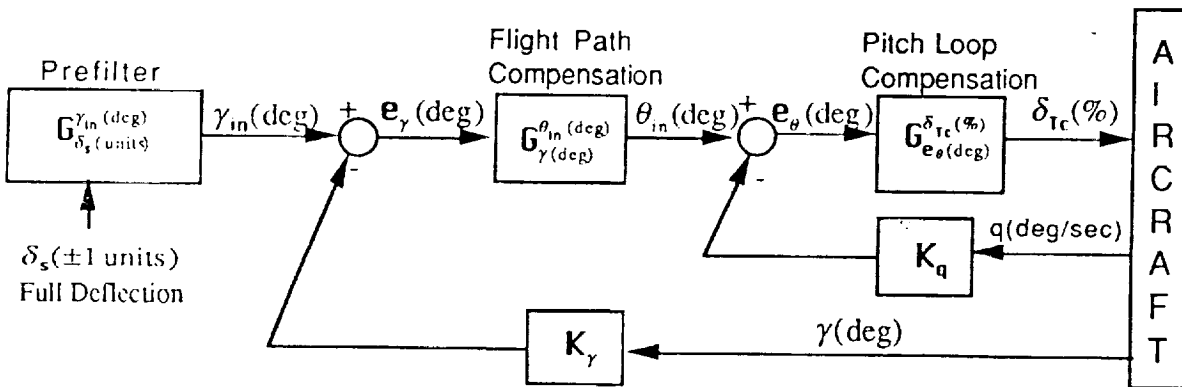 Prefilter
G γin(deg) δs(units)
δs(±1 units)
Full Deflection
γin(deg)
+
-
eγ(deg)
Flight Path
Compensation
G θin(deg) γ(deg)
θin(deg)
+
-
eθ(deg)
Pitch Loop
Compensation
G δTc(%) eθ(deg)
δTc(%)
q(deg/sec)
Kq
γ(deg)
Kγ
AIRCRAFT